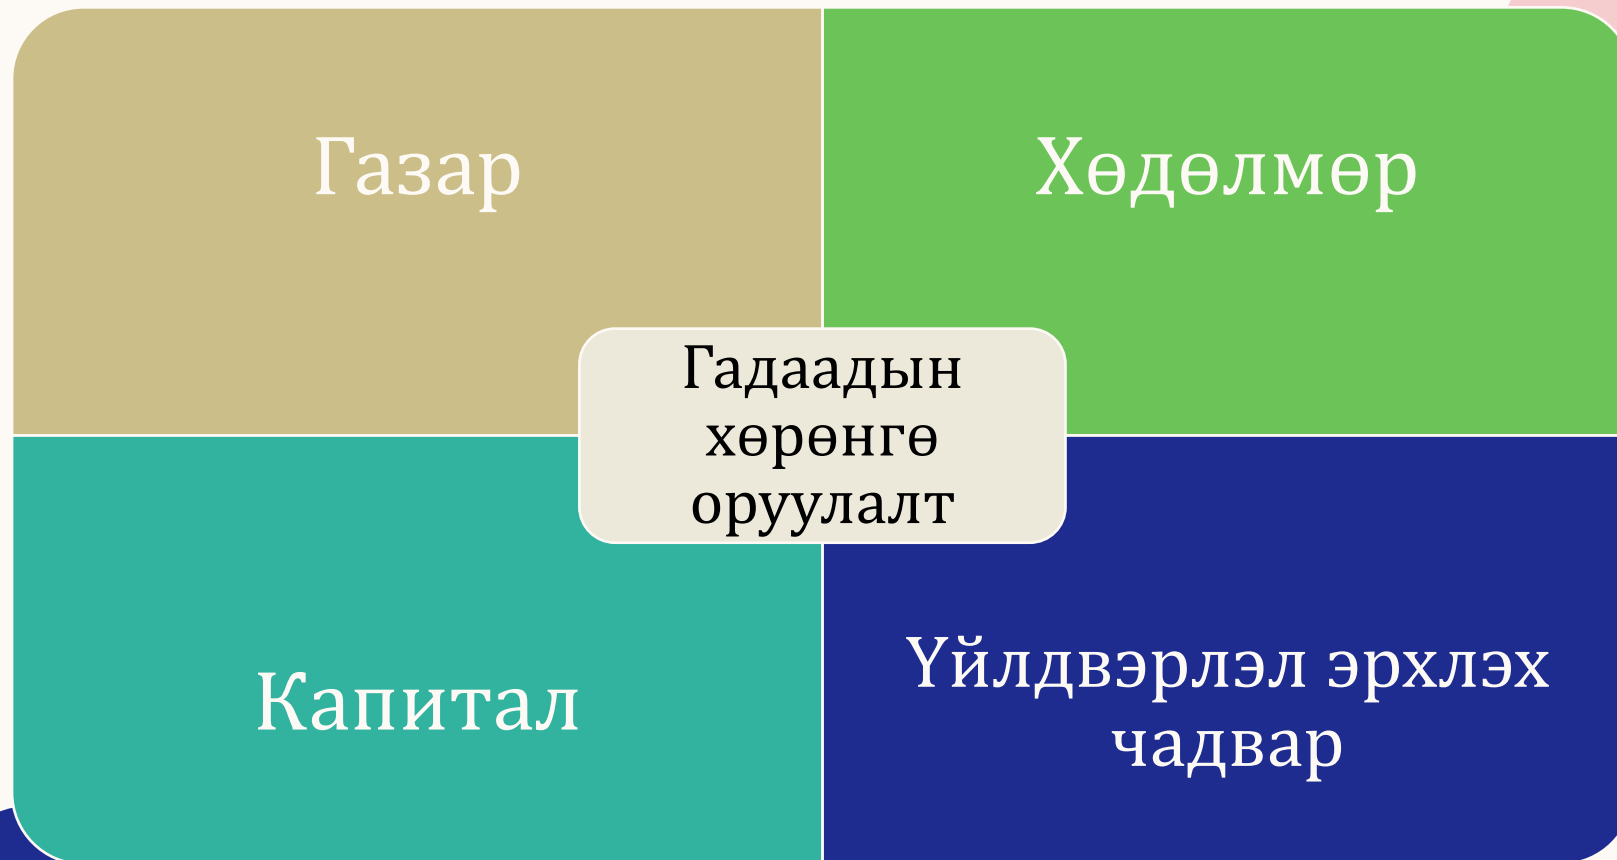 Газар
Хөдөлмөр
Гадаадын
хөрөнгө
оруулалт
Капитал
Үйлдвэрлэл эрхлэх
чадвар